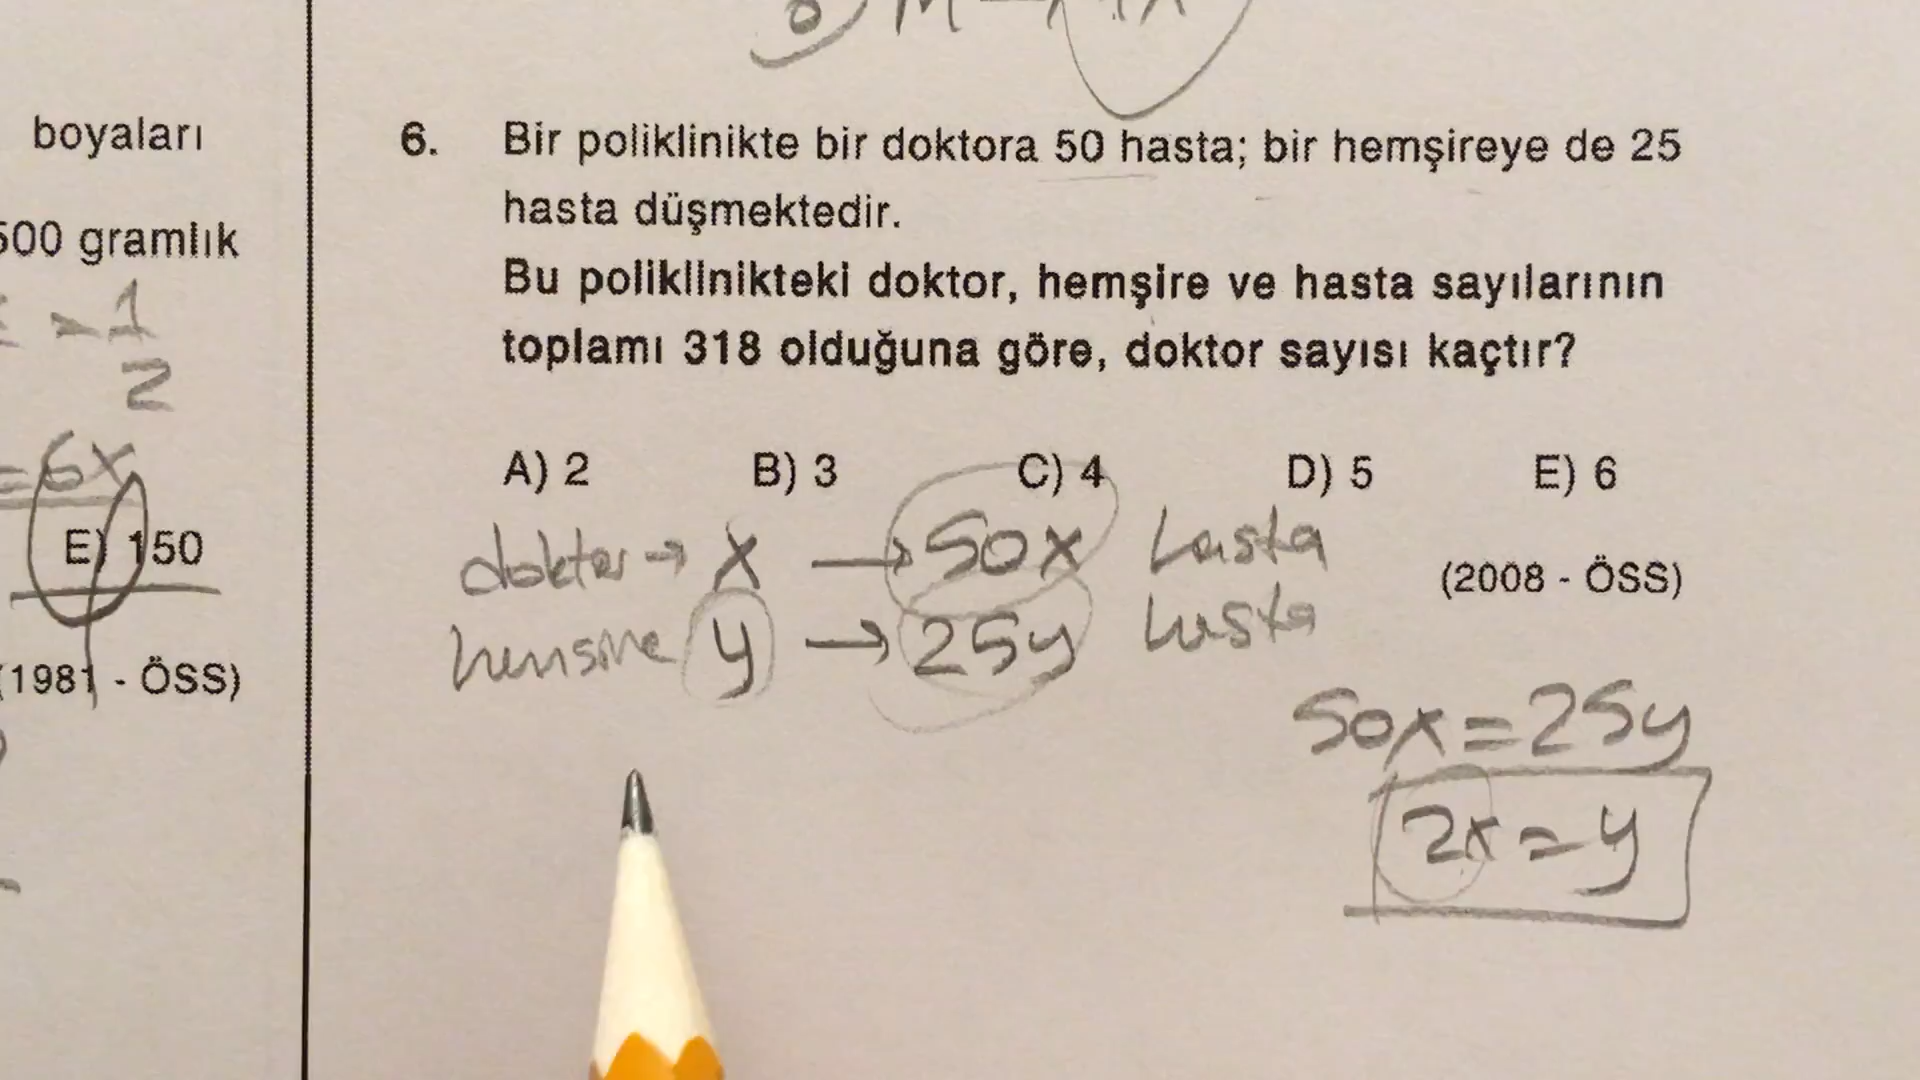 boyaları
500 gramlık
= 1
2
= 6x
E) 150
(1981 - ÖSS)
6. Bir poliklinikte bir doktora 50 hasta; bir hemşireye de 25
hasta düşmektedir.
Bu poliklinikteki doktor, hemşire ve hasta sayılarının
toplamı 318 olduğuna göre, doktor sayısı kaçtır?
A) 2 B) 3 C) 4 D) 5 E) 6
doktor → x → 50x hasta
(2008 - ÖSS)
hemşire y → 25y hasta
50x = 25y
2x = y